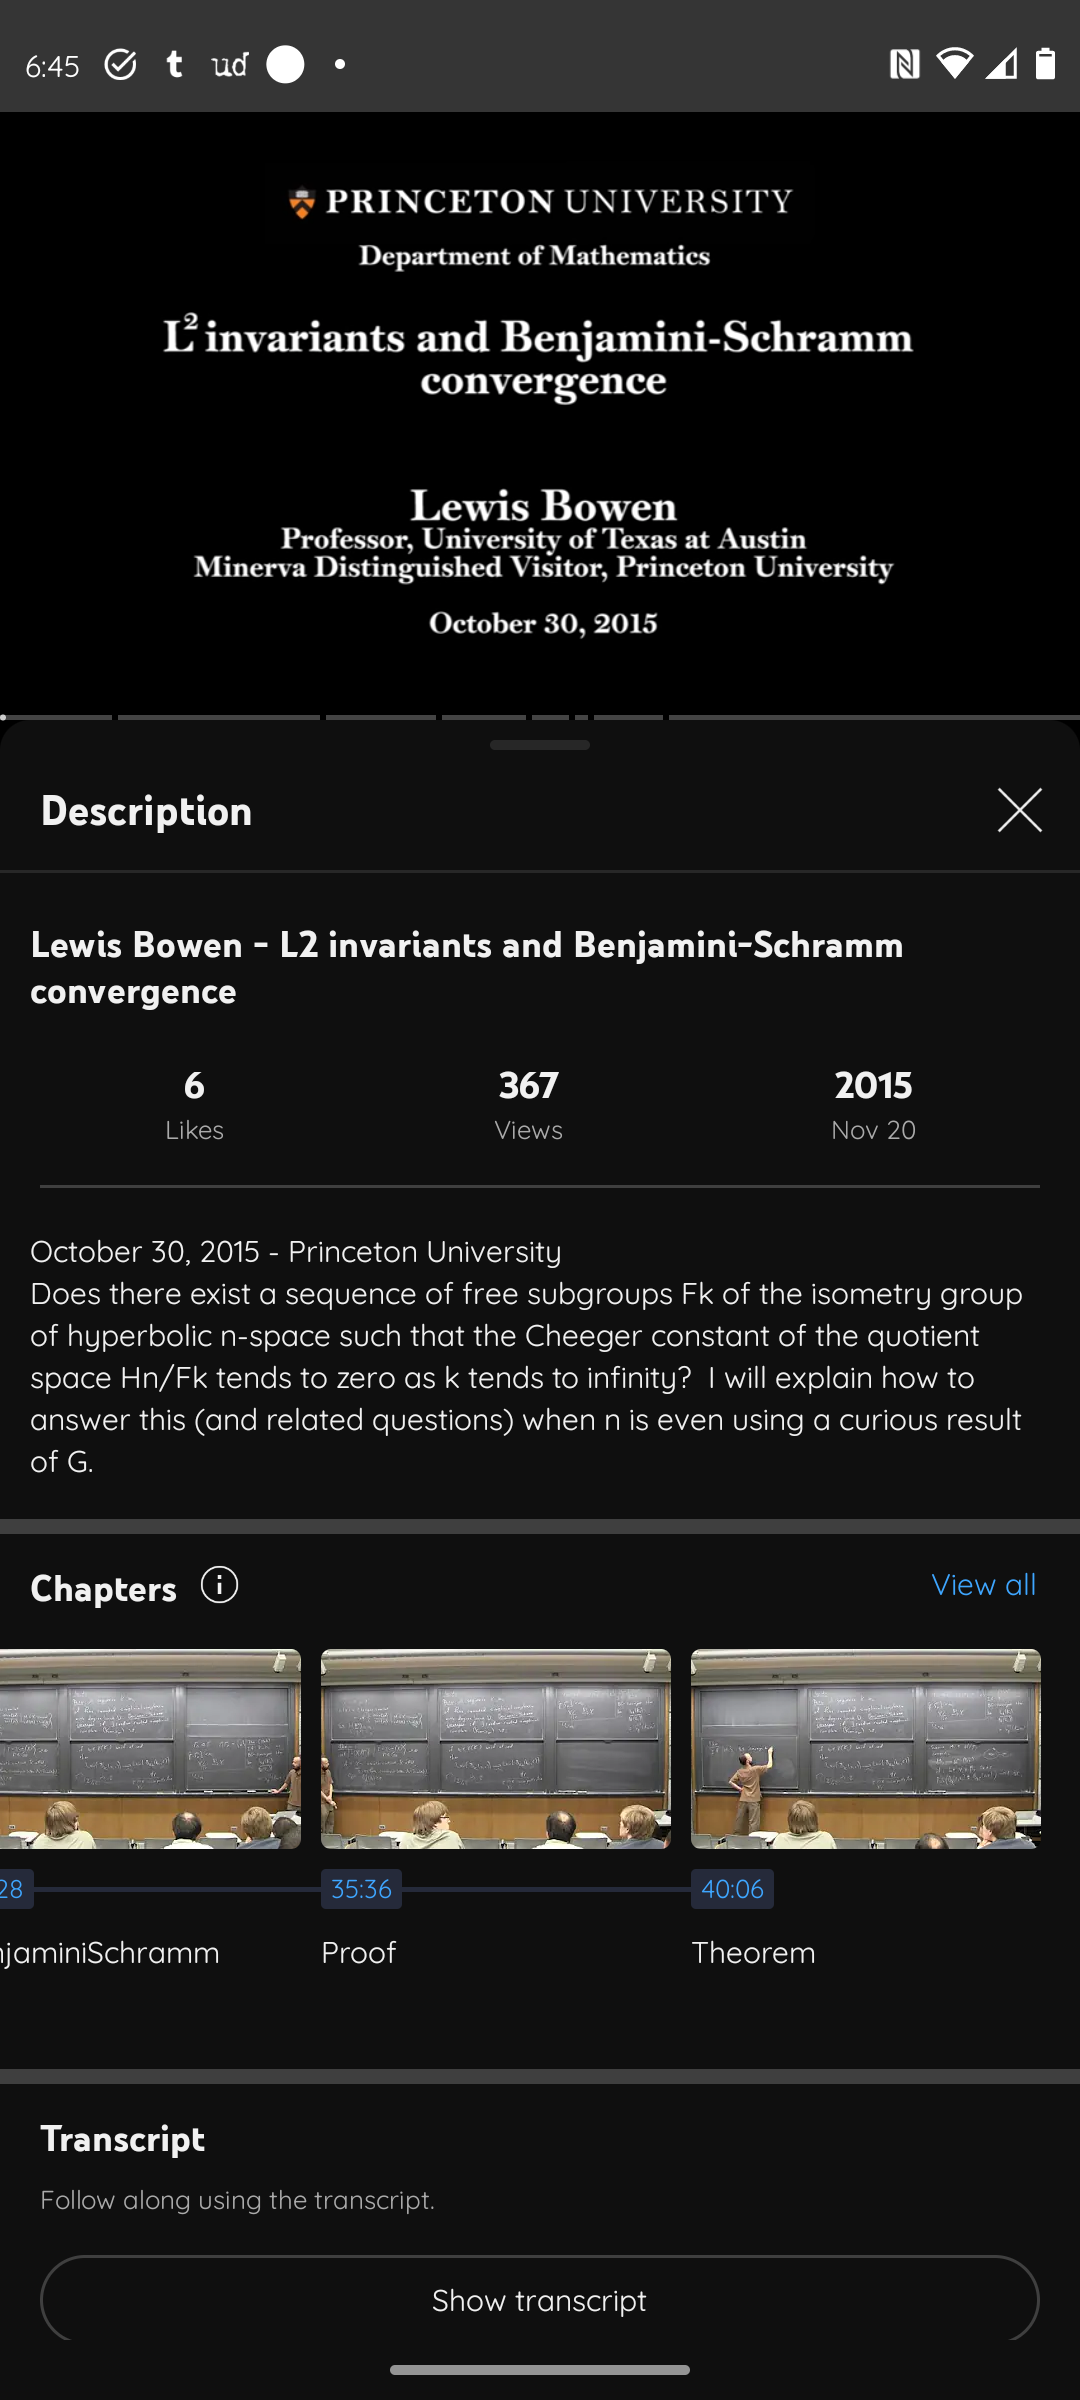 6:45
PRINCETON UNIVERSITY
Department of Mathematics
L² invariants and Benjamini-Schramm
convergence
Lewis Bowen
Professor, University of Texas at Austin
Minerva Distinguished Visitor, Princeton University
October 30, 2015
Description
Lewis Bowen - L2 invariants and Benjamini-Schramm
convergence
6 367 2015
Likes Views Nov 20
October 30, 2015 - Princeton University
Does there exist a sequence of free subgroups Fk of the isometry group
of hyperbolic n-space such that the Cheeger constant of the quotient
space Hn/Fk tends to zero as k tends to infinity?  I will explain how to
answer this (and related questions) when n is even using a curious result
of G.
Chapters View all
28 35:36 40:06
njaminiSchramm Proof Theorem
Transcript
Follow along using the transcript.
Show transcript